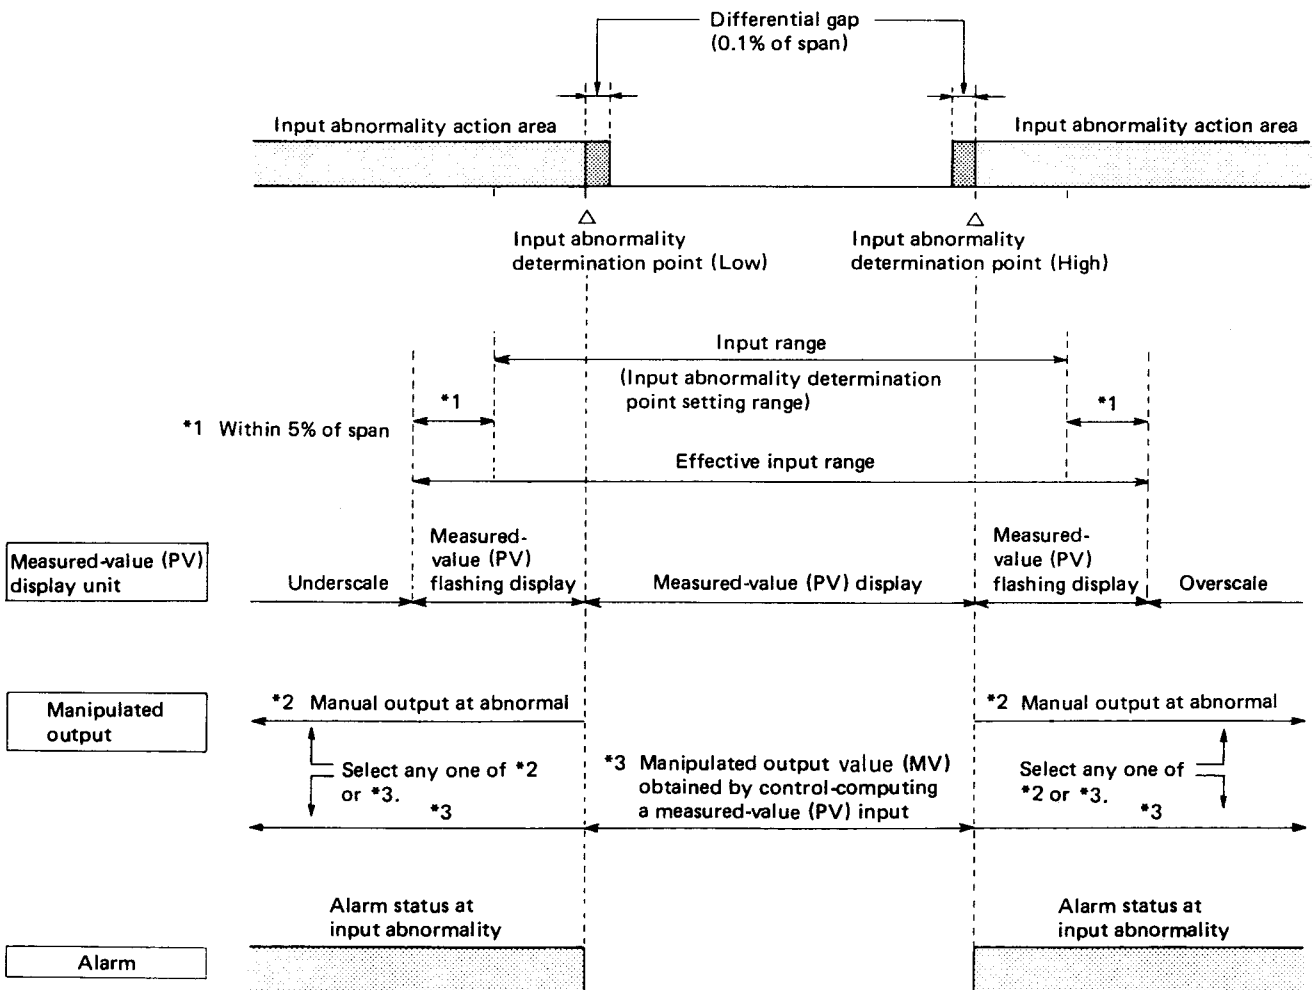 Differential gap
(0.1% of span)
Input abnormality action area
Input abnormality action area
Input abnormality
determination point (Low)
Input abnormality
determination point (High)
Input range
(Input abnormality determination
point setting range)
*1
*1
*1 Within 5% of span
Effective input range
Measured-value (PV)
display unit
Underscale
Measured-
value (PV)
flashing display
Measured-value (PV) display
Measured-
value (PV)
flashing display
Overscale
Manipulated
output
*2 Manual output at abnormal
*2 Manual output at abnormal
Select any one of *2
or *3.
*3
*3 Manipulated output value (MV)
obtained by control-computing
a measured-value (PV) input
Select any one of
*2 or *3.
*3
Alarm status at
input abnormality
Alarm status at
input abnormality
Alarm